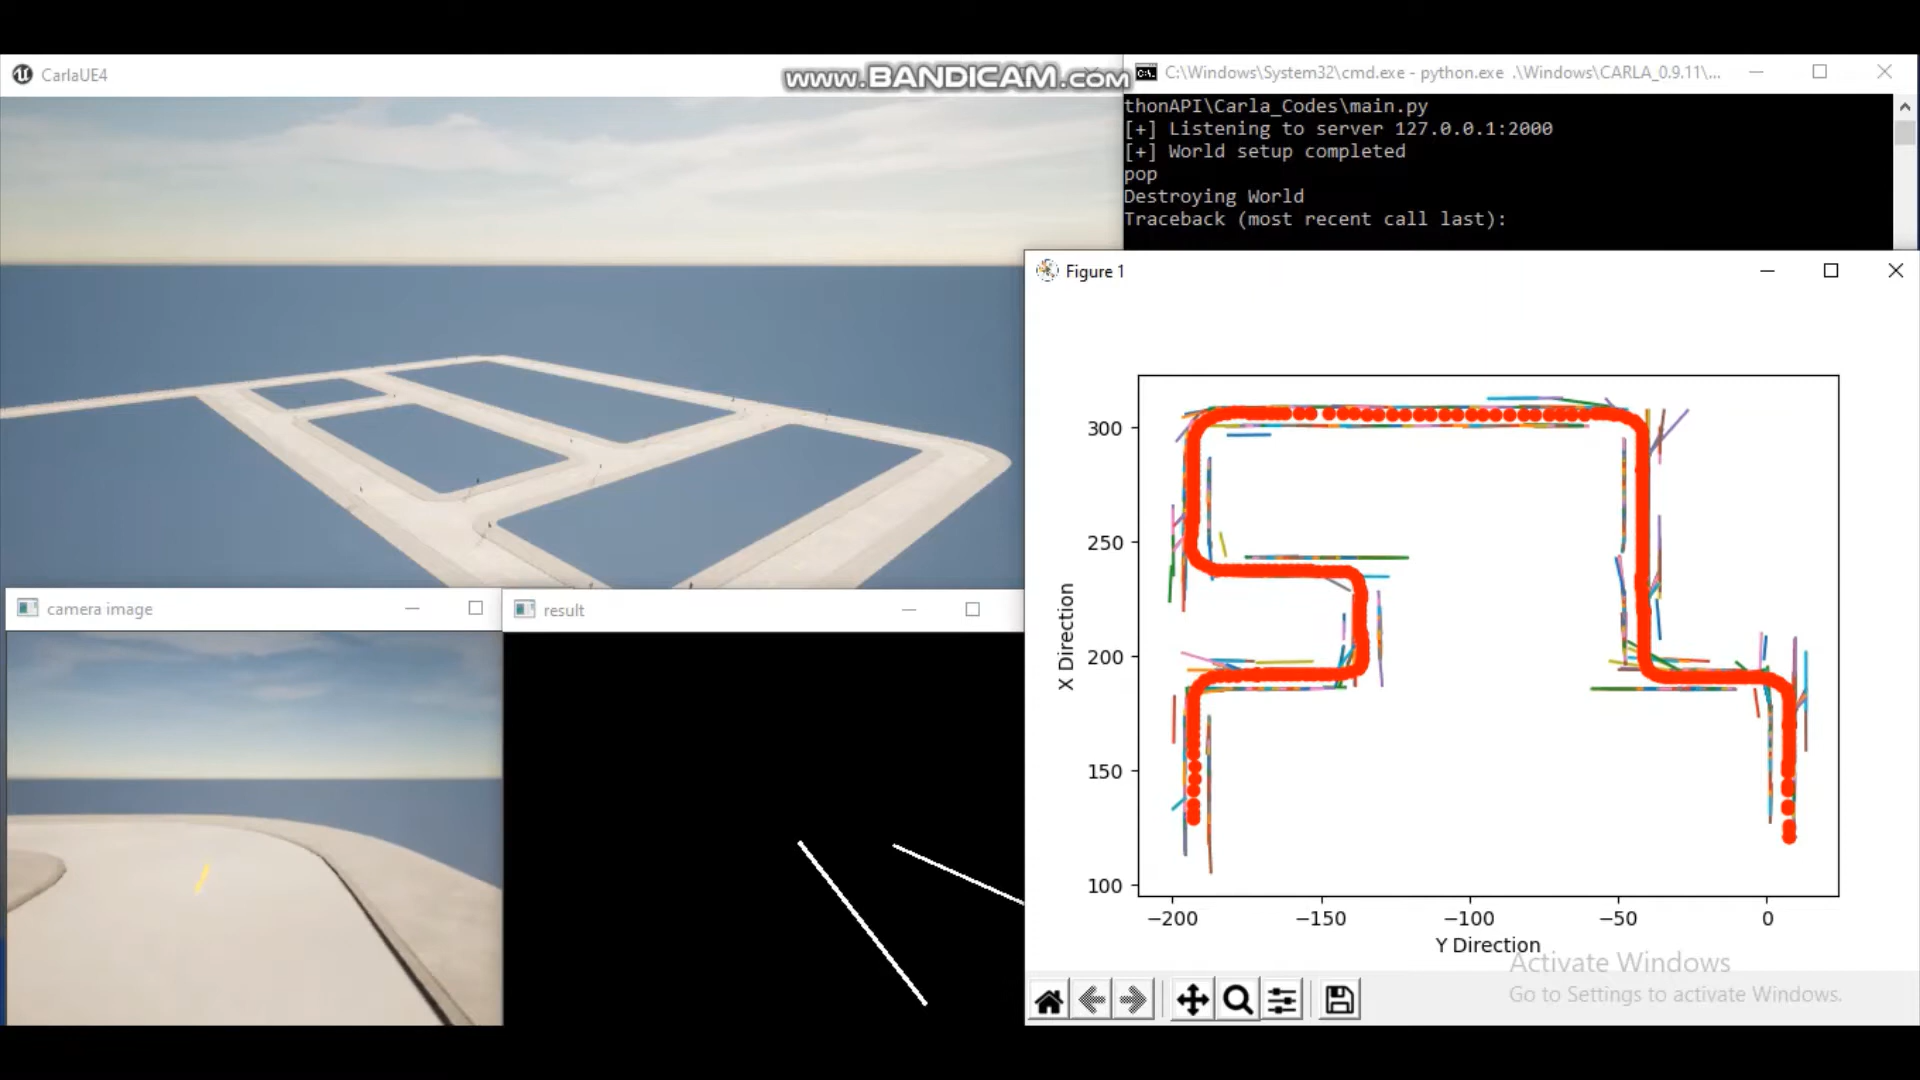 CarlaUE4
www.BANDICAM.com
C:\Windows\System32\cmd.exe - python.exe .\Windows\CARLA_0.9.11\...
thonAPI\Carla_Codes\main.py
[+] Listening to server 127.0.0.1:2000
[+] World setup completed
pop
Destroying World
Traceback (most recent call last):
Figure 1
300
250
200
150
100
X Direction
−200 −150 −100 −50 0
Y Direction
camera image
result
Activate Windows
Go to Settings to activate Windows.